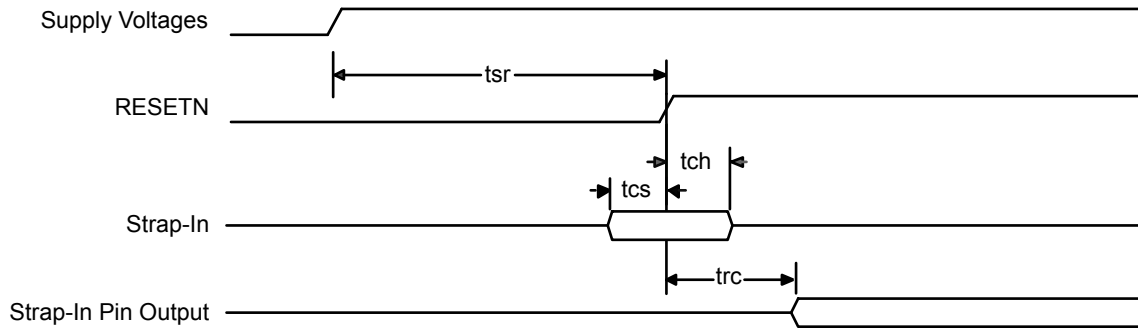 Supply Voltages
tsr
RESETN
tch
tcs
Strap-In
trc
Strap-In Pin Output